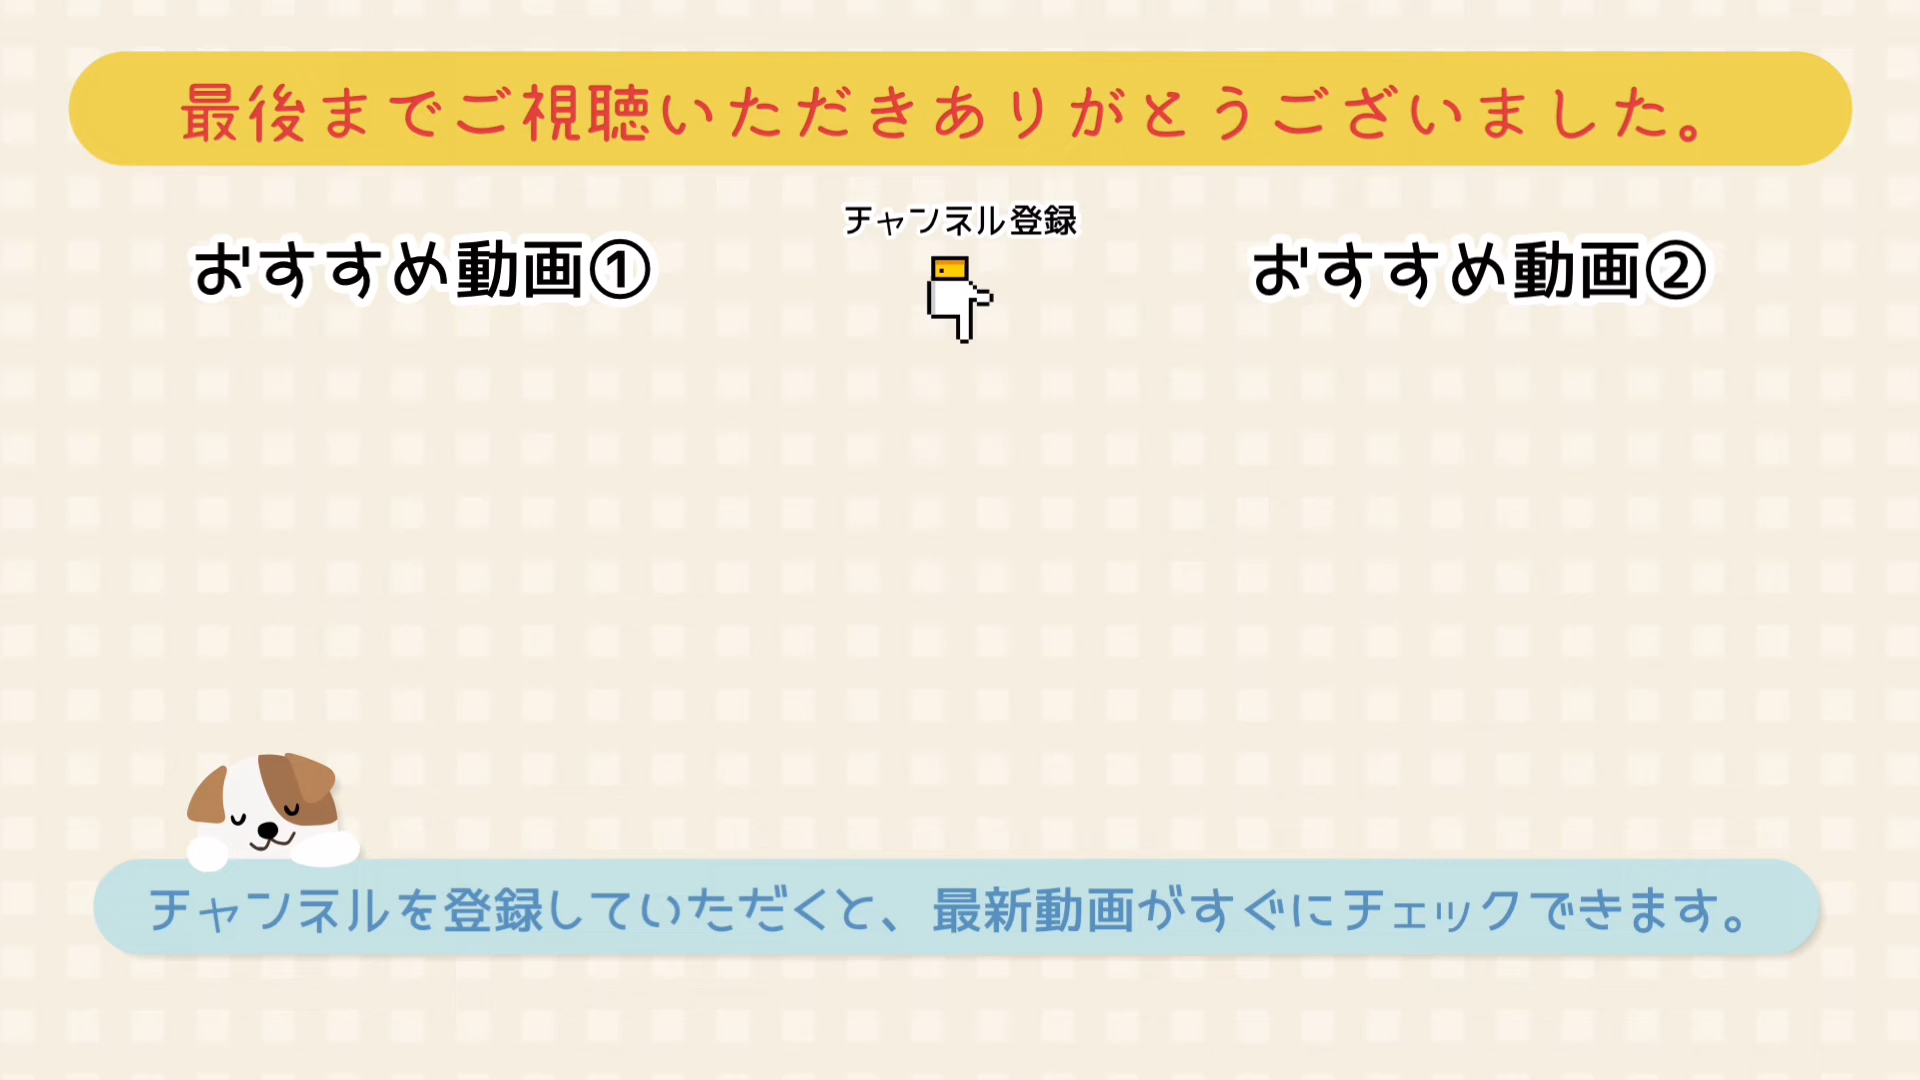 最後までご視聴いただきありがとうございました。
チャンネル登録
おすすめ動画①
おすすめ動画②
チャンネルを登録していただくと、最新動画がすぐにチェックできます。